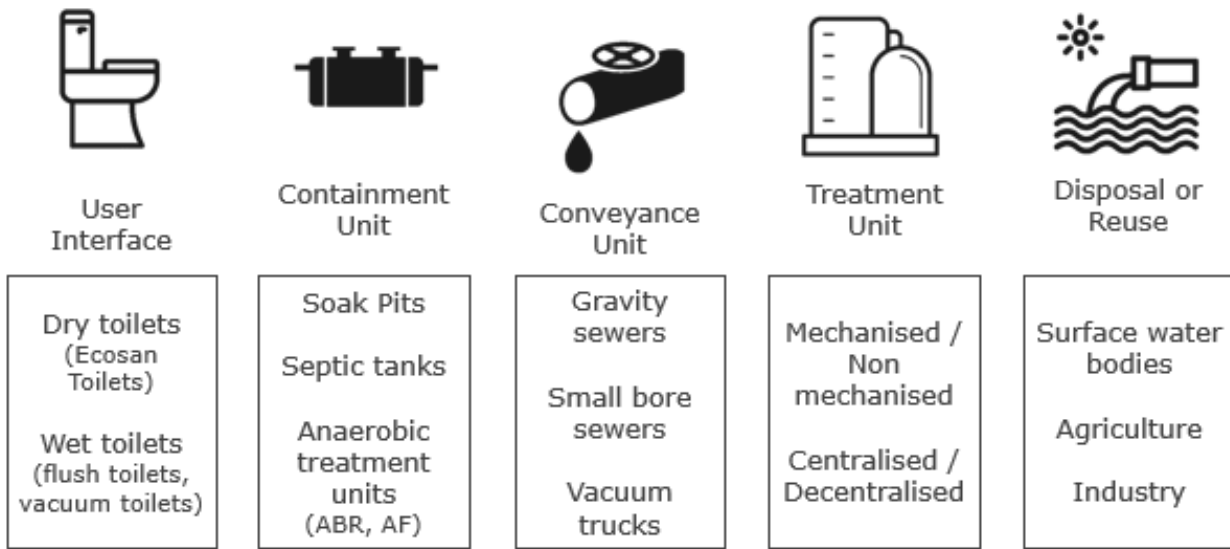 User
Interface
Containment
Unit
Conveyance
Unit
Treatment
Unit
Disposal or
Reuse
Dry toilets
(Ecosan
Toilets)
Wet toilets
(flush toilets,
vacuum toilets)
Soak Pits
Septic tanks
Anaerobic
treatment
units
(ABR, AF)
Gravity
sewers
Small bore
sewers
Vacuum
trucks
Mechanised /
Non
mechanised
Centralised /
Decentralised
Surface water
bodies
Agriculture
Industry